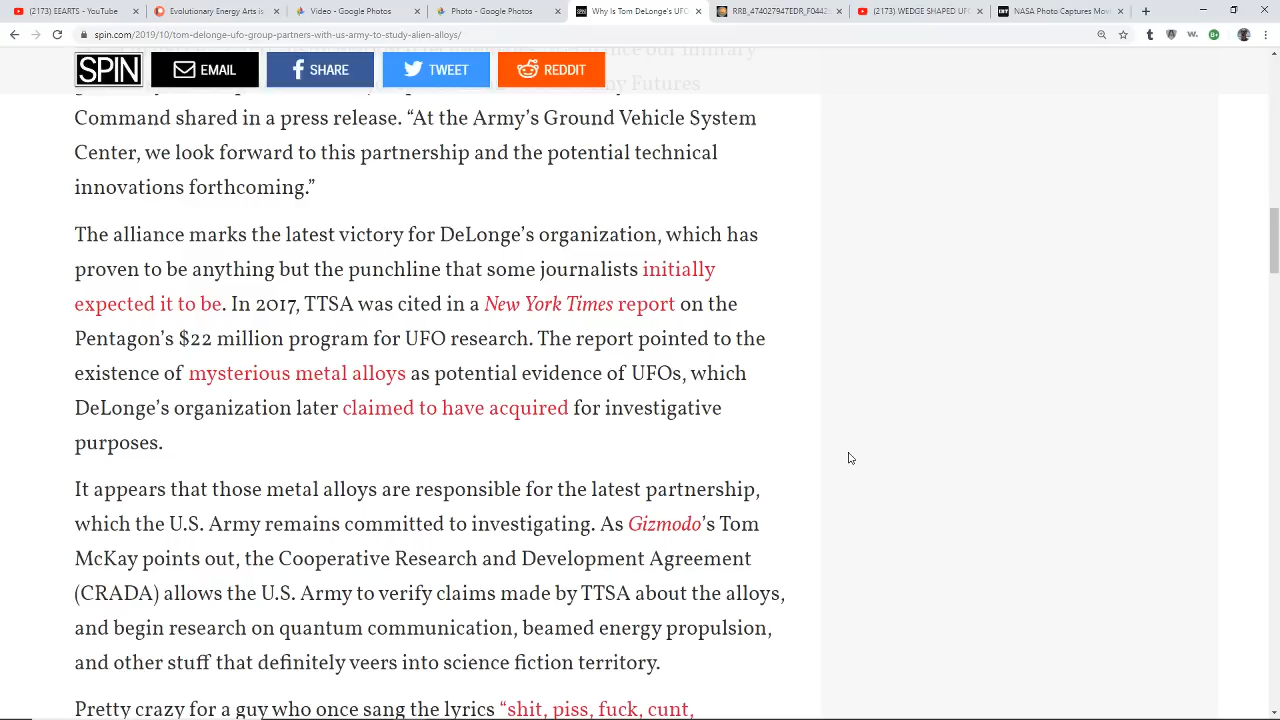 (2173) EEARTS - YouTube
Evolutionary Energy Arts is
Video - Google Photos
Photo - Google Photos
Why Is Tom DeLonge's UFO
RRB_474027947EDR_F0442
(2173) WEDGE SHAPED UF
NASA Photo Captures Mov
spin.com/2019/10/tom-delonge-ufo-group-partners-with-us-army-to-study-alien-alloys/
our military
SPIN
EMAIL
SHARE
TWEET
REDDIT
Futures
Command shared in a press release. “At the Army’s Ground Vehicle System
Center, we look forward to this partnership and the potential technical
innovations forthcoming.”
The alliance marks the latest victory for DeLonge’s organization, which has
proven to be anything but the punchline that some journalists initially
expected it to be. In 2017, TTSA was cited in a New York Times report on the
Pentagon’s $22 million program for UFO research. The report pointed to the
existence of mysterious metal alloys as potential evidence of UFOs, which
DeLonge’s organization later claimed to have acquired for investigative
purposes.
It appears that those metal alloys are responsible for the latest partnership,
which the U.S. Army remains committed to investigating. As Gizmodo’s Tom
McKay points out, the Cooperative Research and Development Agreement
(CRADA) allows the U.S. Army to verify claims made by TTSA about the alloys,
and begin research on quantum communication, beamed energy propulsion,
and other stuff that definitely veers into science fiction territory.
Pretty crazy for a guy who once sang the lyrics “shit, piss, fuck, cunt,